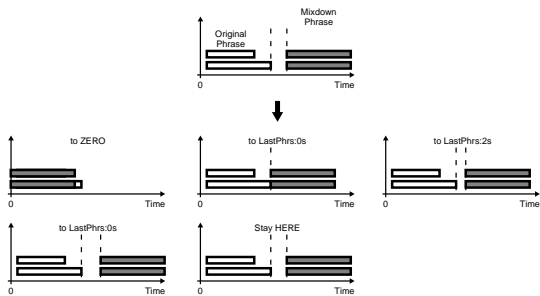 Mixdown
Phrase
Original
Phrase
0
Time
to ZERO
0
Time
to LastPhrs:0s
0
Time
to LastPhrs:2s
0
Time
to LastPhrs:0s
0
Time
Stay HERE
0
Time